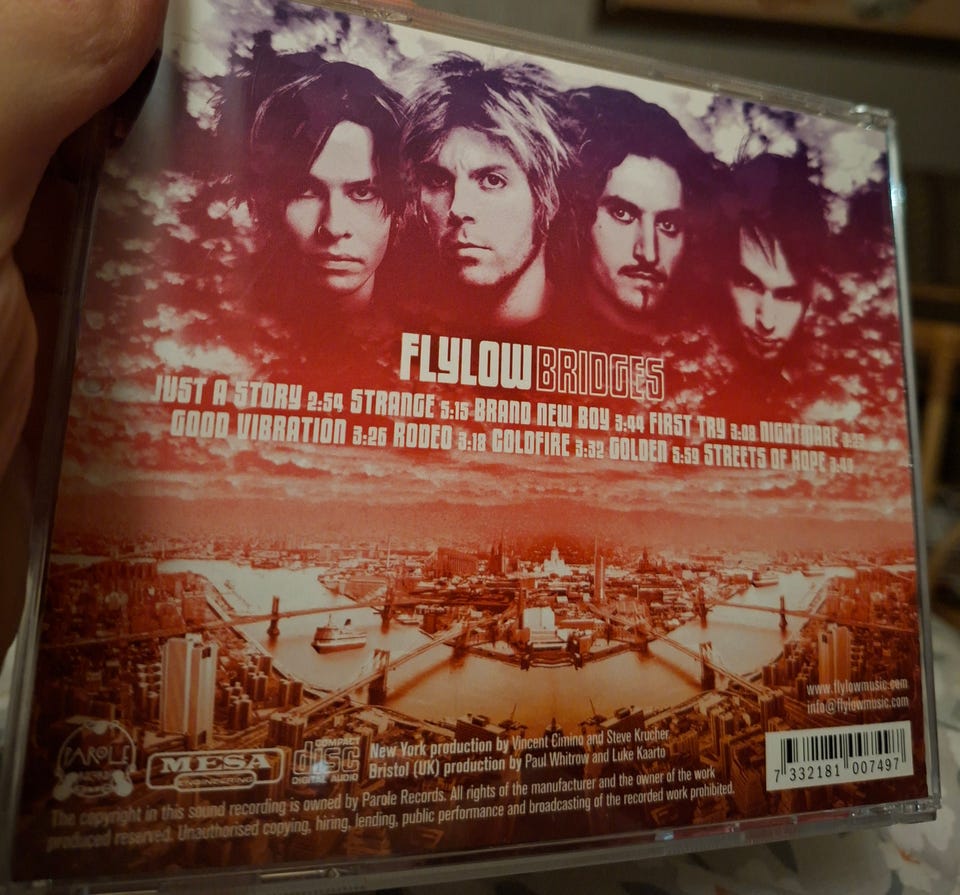 FLYLOW BRIDGES
JUST A STORY 2:54 STRANGE 5:15 BRAND NEW BOY 3:44 FIRST TRY 3:08 NIGHTMARE
GOOD VIBRATION 3:26 RODEO 3:18 COLDFIRE 3:32 GOLDEN 5:59 STREETS OF HOPE
www.flylowmusic.com
info@flylowmusic.com
PAROLE
MESA
ENGINEERING
COMPACT
disc
DIGITAL AUDIO
New York production by Vincent Cimino and Steve Krucher
Bristol (UK) production by Paul Whitrow and Luke Kaarto
7 332181 007497
The copyright in this sound recording is owned by Parole Records. All rights of the manufacturer and the owner of the work
produced reserved. Unauthorised copying, hiring, lending, public performance and broadcasting of the recorded work prohibited.